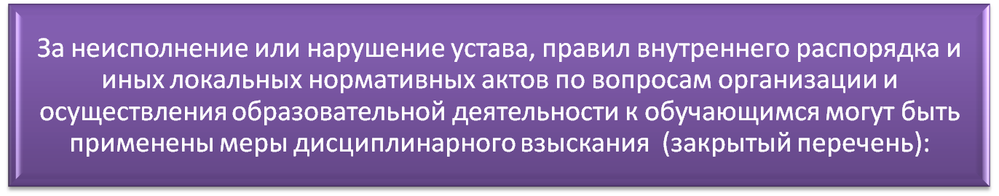 За неисполнение или нарушение устава, правил внутреннего распорядка и
иных локальных нормативных актов по вопросам организации и
осуществления образовательной деятельности к обучающимся могут быть
применены меры дисциплинарного взыскания  (закрытый перечень):